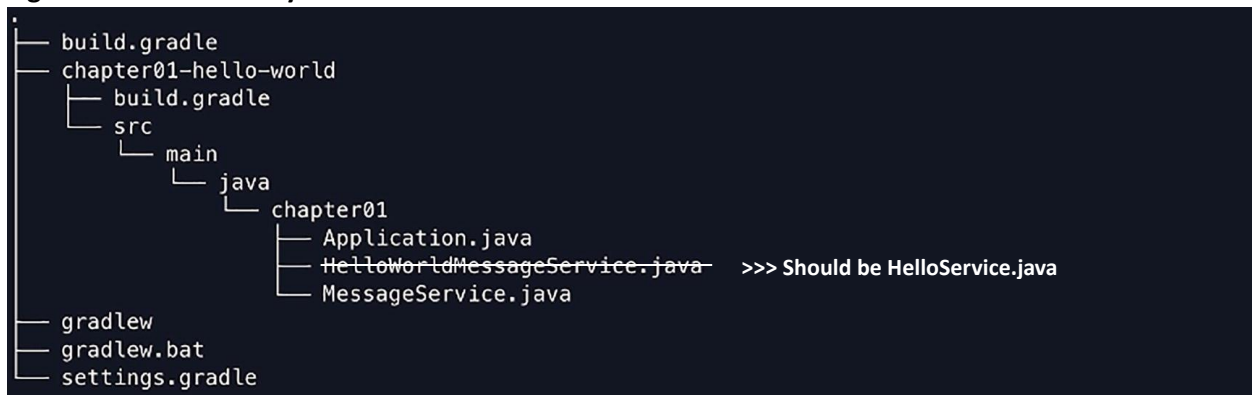 .
├── build.gradle
├── chapter01-hello-world
│   ├── build.gradle
│   └── src
│       └── main
│           └── java
│               └── chapter01
│                   ├── Application.java
│                   ├── HelloWorldMessageService.java >>> Should be HelloService.java
│                   └── MessageService.java
├── gradlew
├── gradlew.bat
└── settings.gradle